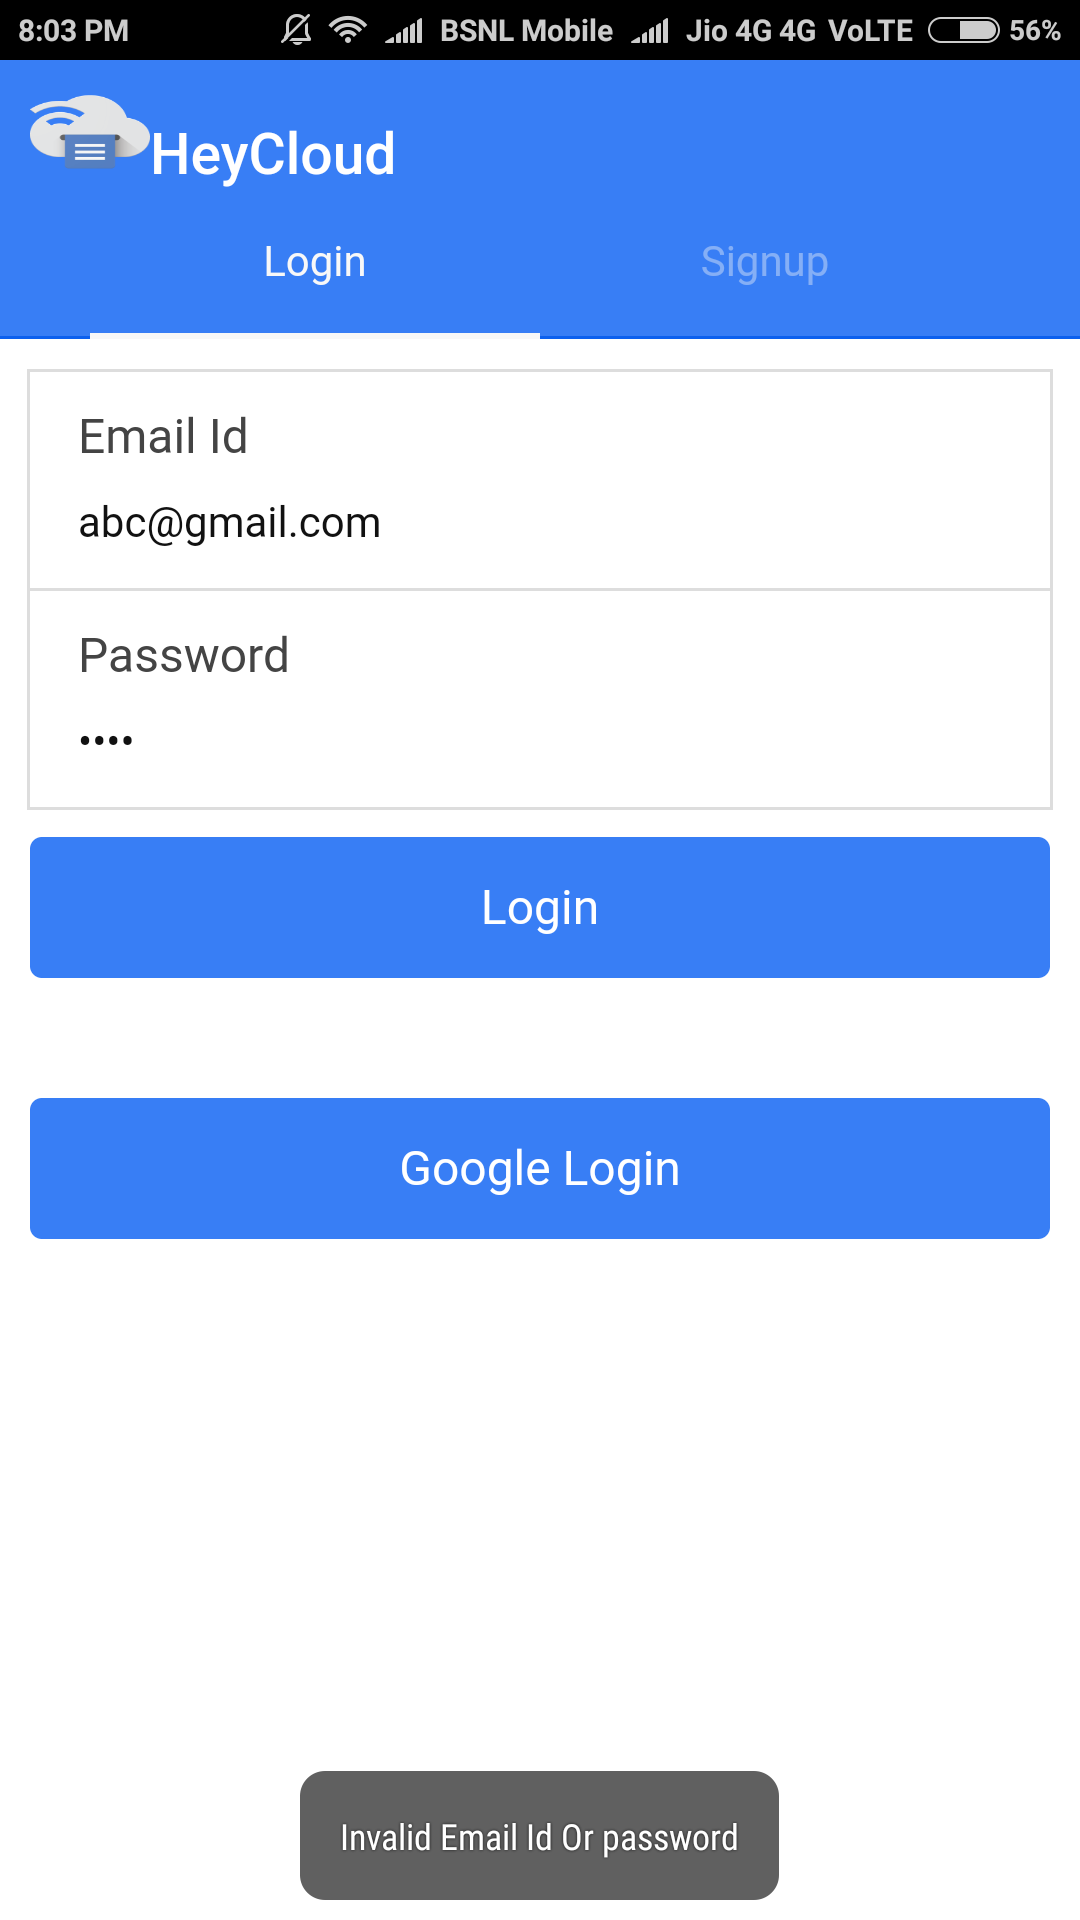 8:03 PM BSNL Mobile Jio 4G 4G VoLTE 56%
HeyCloud
Login Signup
Email Id
abc@gmail.com
Password
••••
Login
Google Login
Invalid Email Id Or password